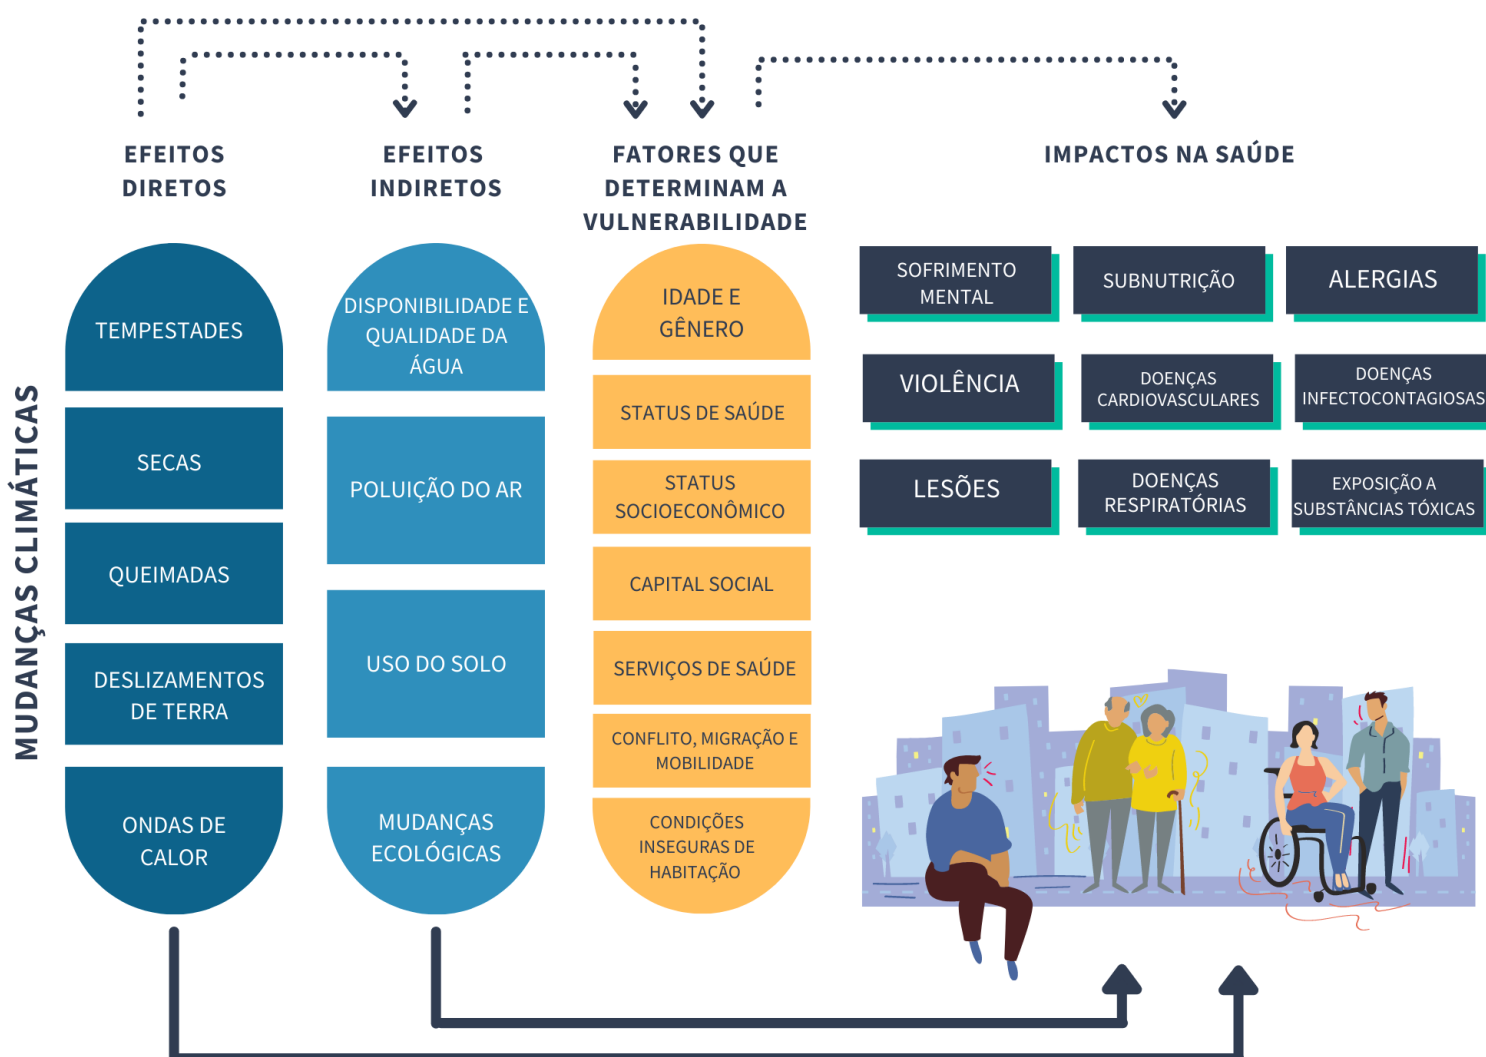 MUDANÇAS CLIMÁTICAS
EFEITOS
DIRETOS
TEMPESTADES
SECAS
QUEIMADAS
DESLIZAMENTOS
DE TERRA
ONDAS DE
CALOR
EFEITOS
INDIRETOS
DISPONIBILIDADE E
QUALIDADE DA
ÁGUA
POLUIÇÃO DO AR
USO DO SOLO
MUDANÇAS
ECOLÓGICAS
FATORES QUE
DETERMINAM A
VULNERABILIDADE
IDADE E
GÊNERO
STATUS DE SAÚDE
STATUS
SOCIOECONÔMICO
CAPITAL SOCIAL
SERVIÇOS DE SAÚDE
CONFLITO, MIGRAÇÃO E
MOBILIDADE
CONDIÇÕES
INSEGURAS DE
HABITAÇÃO
IMPACTOS NA SAÚDE
SOFRIMENTO
MENTAL
SUBNUTRIÇÃO
ALERGIAS
VIOLÊNCIA
DOENÇAS
CARDIOVASCULARES
DOENÇAS
INFECTOCONTAGIOSAS
LESÕES
DOENÇAS
RESPIRATÓRIAS
EXPOSIÇÃO A
SUBSTÂNCIAS TÓXICAS